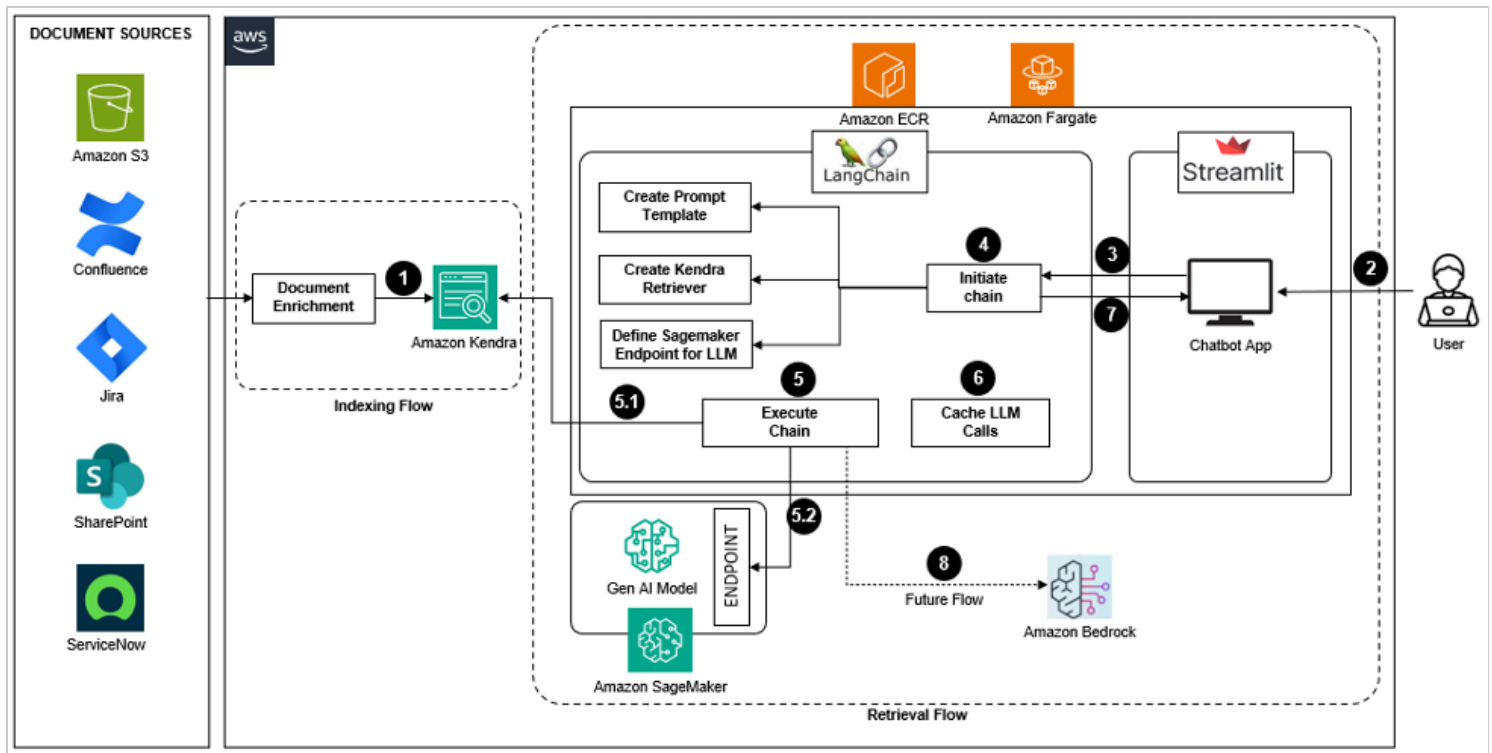 DOCUMENT SOURCES
Amazon S3
Confluence
Jira
S
SharePoint
ServiceNow
aws
Document
Enrichment
1
Amazon Kendra
Indexing Flow
Amazon ECR
Amazon Fargate
LangChain
Streamlit
Create Prompt
Template
Create Kendra
Retriever
Define Sagemaker
Endpoint for LLM
4
Initiate
chain
3
7
Chatbot App
2
User
5.1
5
Execute
Chain
6
Cache LLM
Calls
5.2
Gen AI Model
ENDPOINT
Amazon SageMaker
8
Future Flow
Amazon Bedrock
Retrieval Flow